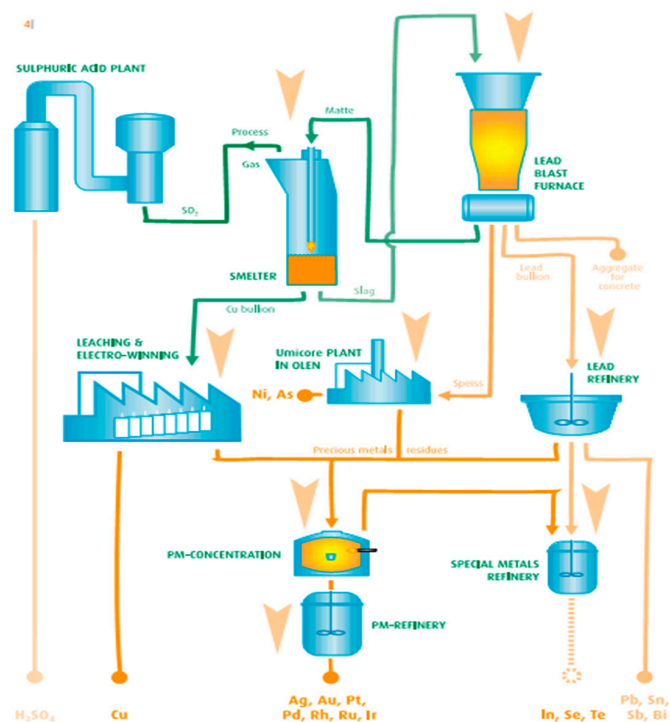 4|
SULPHURIC ACID PLANT
Matte
Process
Gas
LEAD
BLAST
FURNACE
SO₂
SMELTER
Slag
Lead
bullion
Aggregate
for
concrete
Cu bullion
LEACHING &
ELECTRO-WINNING
Umicore PLANT
IN OLEN
LEAD
REFINERY
Ni, As
Speiss
Precious metals residues
PM-CONCENTRATION
SPECIAL METALS
REFINERY
PM-REFINERY
H₂SO₄
Cu
Ag, Au, Pt,
Pd, Rh, Ru, Ir
In, Se, Te
Pb, Sn,
Sb, Bi